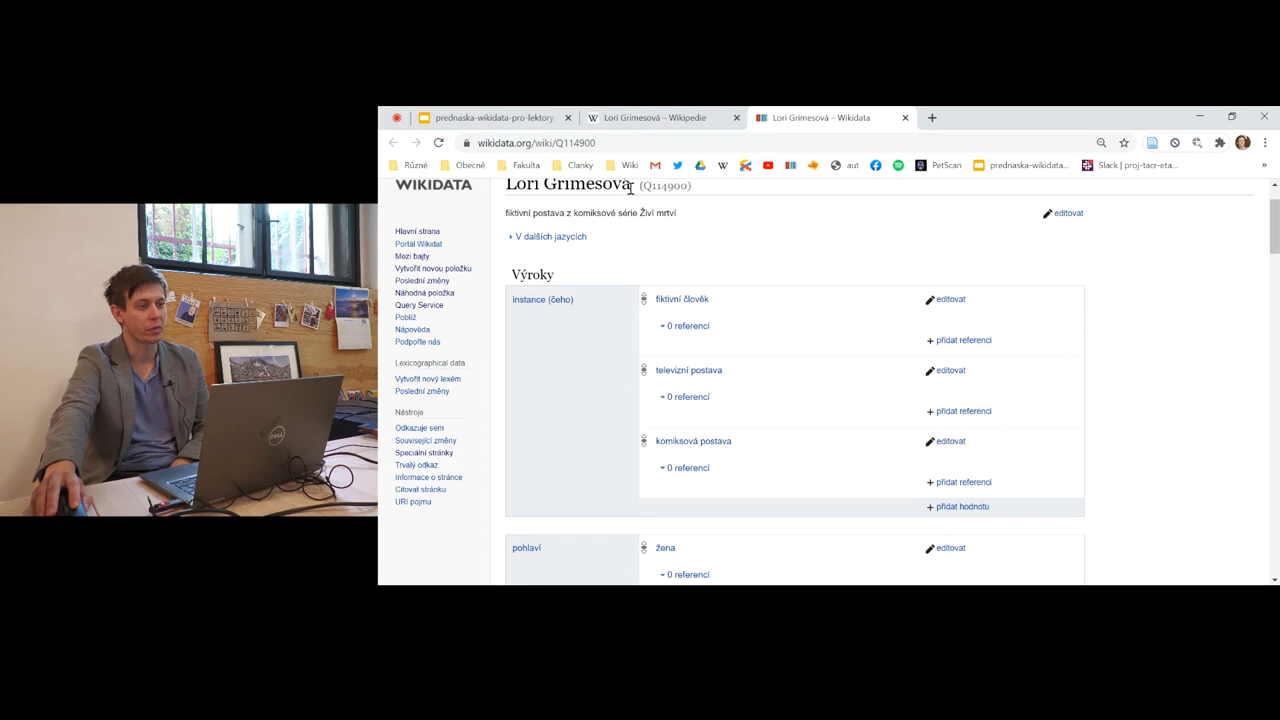 prednaska-wikidata-pro-lektory
Lori Grimesová – Wikipedie
Lori Grimesová – Wikidata
wikidata.org/wiki/Q114900
Různé
Obecně
Fakulta
Clanky
Wiki
aut
PetScan
prednaska-wikidata...
Slack | proj-tacr-eta...
WIKIDATA
Hlavní strana
Portál Wikidat
Mezi bajty
Vytvořit novou položku
Poslední změny
Náhodná položka
Query Service
Poblíž
Nápověda
Podpořte nás
Lexicographical data
Vytvořit nový lexém
Poslední změny
Nástroje
Odkazuje sem
Související změny
Speciální stránky
Trvalý odkaz
Informace o stránce
Citovat stránku
URI pojmu
Lori Grimesová (Q114900)
fiktivní postava z komiksové série Živí mrtví
editovat
V dalších jazycích
Výroky
instance (čeho)
fiktivní člověk
editovat
0 referencí
+ přidat referenci
televizní postava
editovat
0 referencí
+ přidat referenci
komiksová postava
editovat
0 referencí
+ přidat referenci
+ přidat hodnotu
pohlaví
žena
editovat
0 referencí
DELL